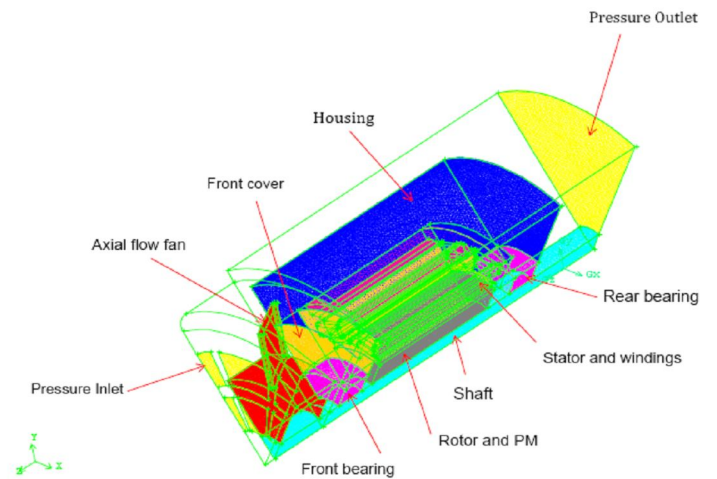 Pressure Outlet
Housing
Front cover
Axial flow fan
Rear bearing
Stator and windings
Pressure Inlet
Shaft
Rotor and PM
Front bearing
GX
Y
X
Z